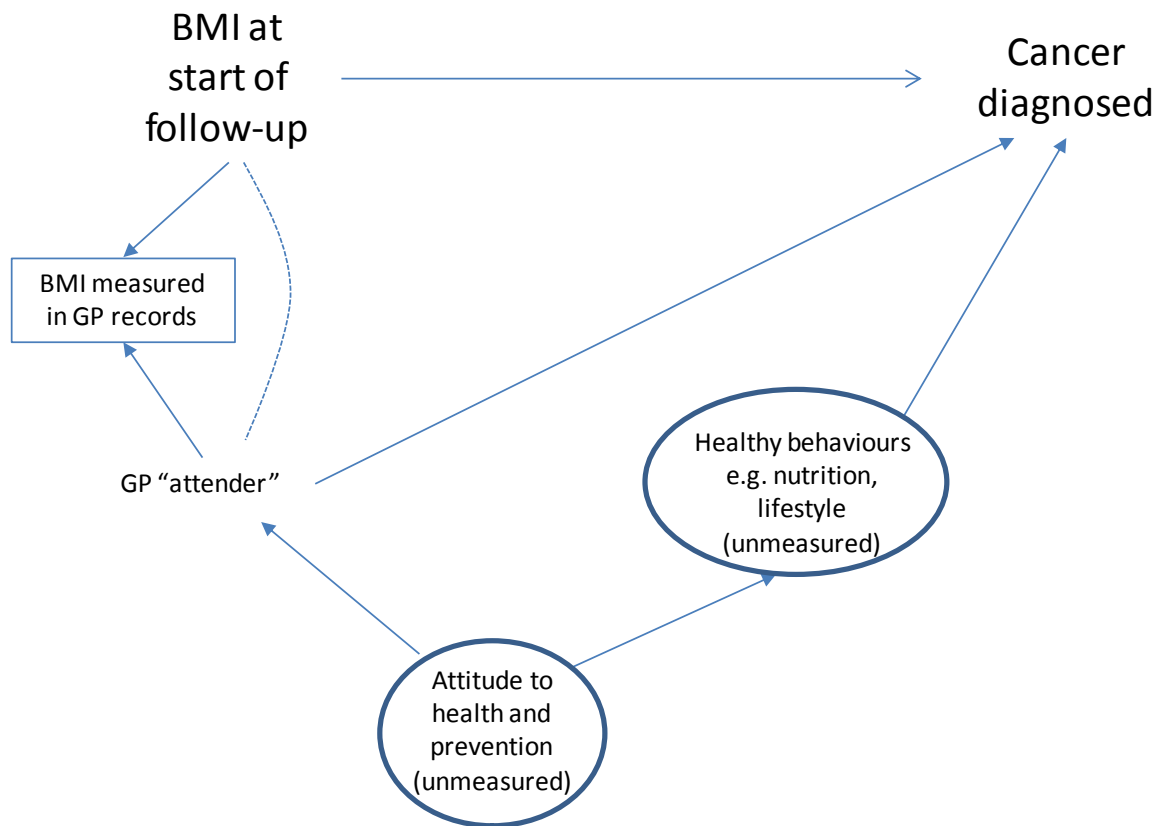 BMI at
start of
follow-up
Cancer
diagnosed
BMI measured
in GP records
GP “attender”
Healthy behaviours
e.g. nutrition,
lifestyle
(unmeasured)
Attitude to
health and
prevention
(unmeasured)